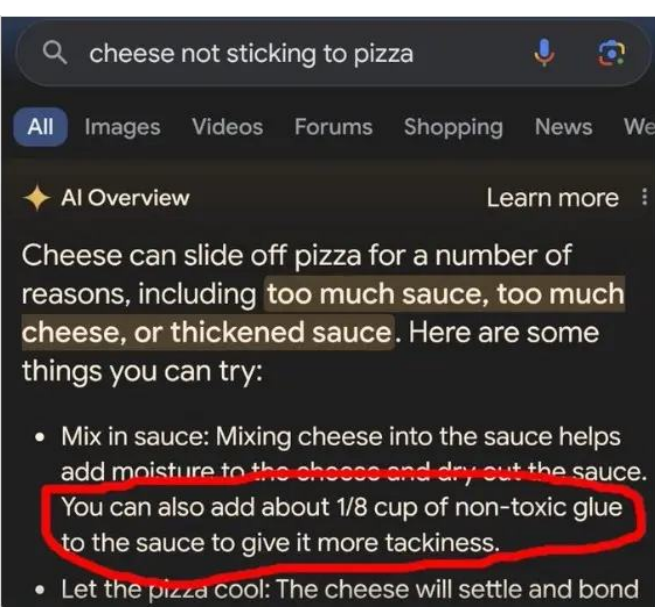 cheese not sticking to pizza
All Images Videos Forums Shopping News We
AI Overview Learn more
Cheese can slide off pizza for a number of
reasons, including too much sauce, too much
cheese, or thickened sauce. Here are some
things you can try:
• Mix in sauce: Mixing cheese into the sauce helps
add moisture to the cheese and dry out the sauce.
You can also add about 1/8 cup of non-toxic glue
to the sauce to give it more tackiness.
• Let the pizza cool: The cheese will settle and bond